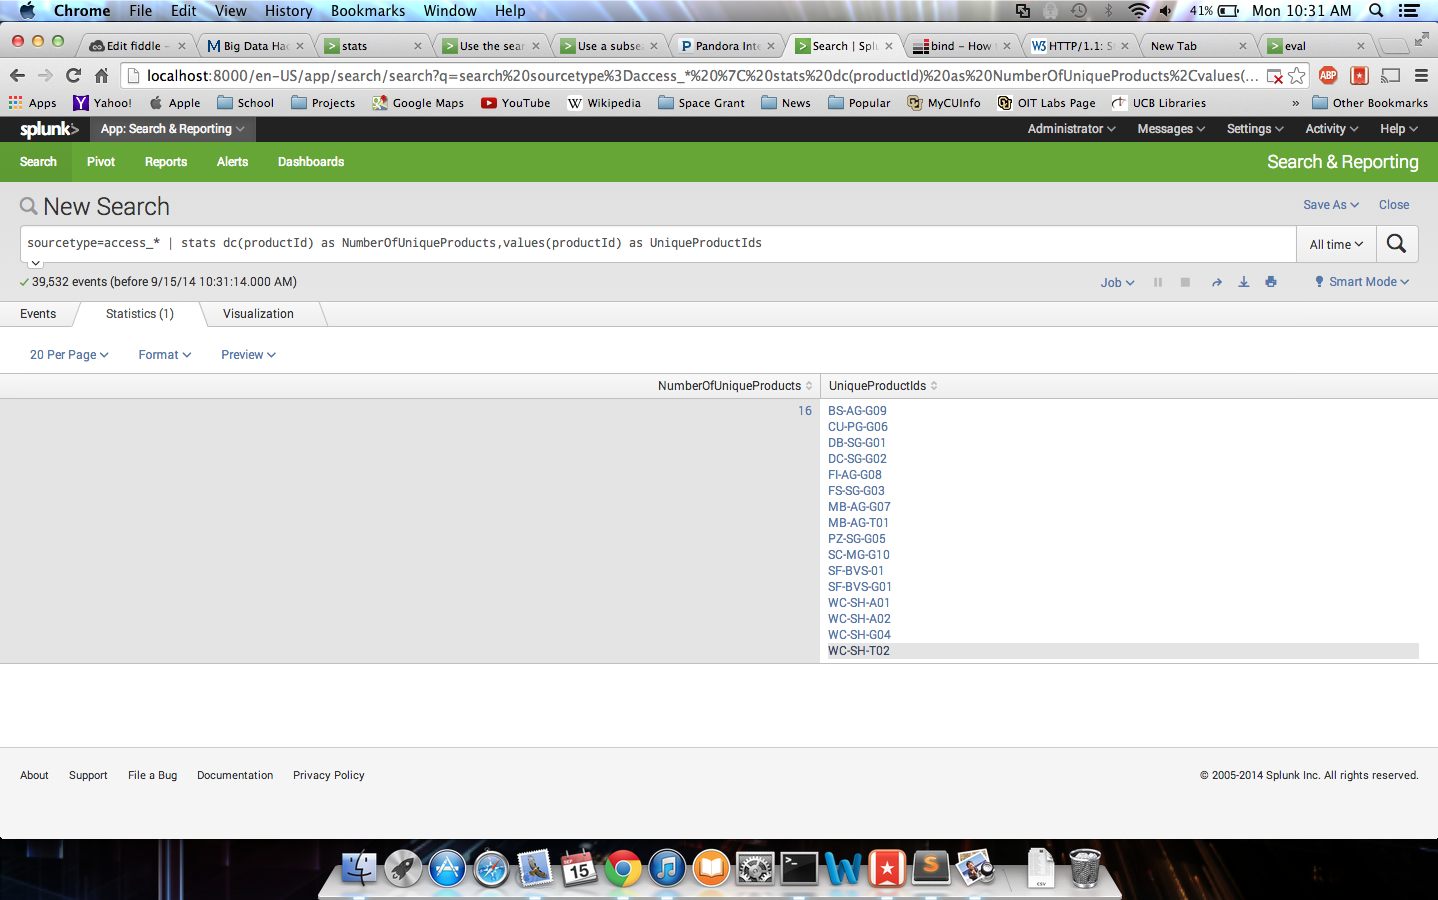 Chrome File Edit View History Bookmarks Window Help 41% Mon 10:31 AM
Edit fiddle - Big Data Ha stats Use the sear Use a subse Pandora Inte Search | Spl bind - How HTTP/1.1: S New Tab eval
localhost:8000/en-US/app/search/search?q=search%20sourcetype%3Daccess_*%20%7C%20stats%20dc(productId)%20as%20NumberOfUniqueProducts%2Cvalues(...
Apps Yahoo! Apple School Projects Google Maps YouTube Wikipedia Space Grant News Popular MyCUInfo OIT Labs Page UCB Libraries » Other Bookmarks
splunk> App: Search & Reporting Administrator Messages Settings Activity Help
Search Pivot Reports Alerts Dashboards Search & Reporting
New Search Save As Close
sourcetype=access_* | stats dc(productId) as NumberOfUniqueProducts,values(productId) as UniqueProductIds All time
39,532 events (before 9/15/14 10:31:14.000 AM) Job Smart Mode
Events Statistics (1) Visualization
20 Per Page Format Preview
NumberOfUniqueProducts UniqueProductIds
16 BS-AG-G09
CU-PG-G06
DB-SG-G01
DC-SG-G02
FI-AG-G08
FS-SG-G03
MB-AG-G07
MB-AG-T01
PZ-SG-G05
SC-MG-G10
SF-BVS-01
SF-BVS-G01
WC-SH-A01
WC-SH-A02
WC-SH-G04
WC-SH-T02
About Support File a Bug Documentation Privacy Policy © 2005-2014 Splunk Inc. All rights reserved.
SEP
15
CSV